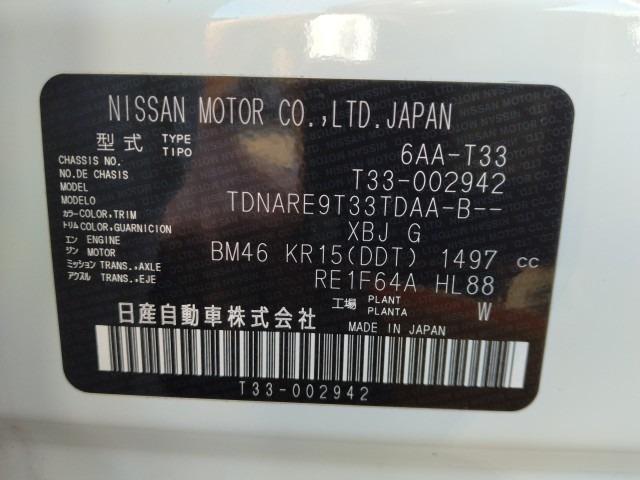 NISSAN MOTOR CO.,LTD.JAPAN
型式 TYPE TIPO 6AA-T33
CHASSIS NO. NO.DE CHASIS T33-002942
MODEL MODELO TDNARE9T33TDAA-B--
カラー COLOR,TRIM トリム COLOR,GUARNICION XBJ G
エンジン ENGINE MOTOR BM46 KR15(DDT) 1497 CC
ミッション TRANS.,AXLE アクスル TRANS.,EJE RE1F64A HL88
工場 PLANT PLANTA W
日産自動車株式会社 MADE IN JAPAN
T33-002942